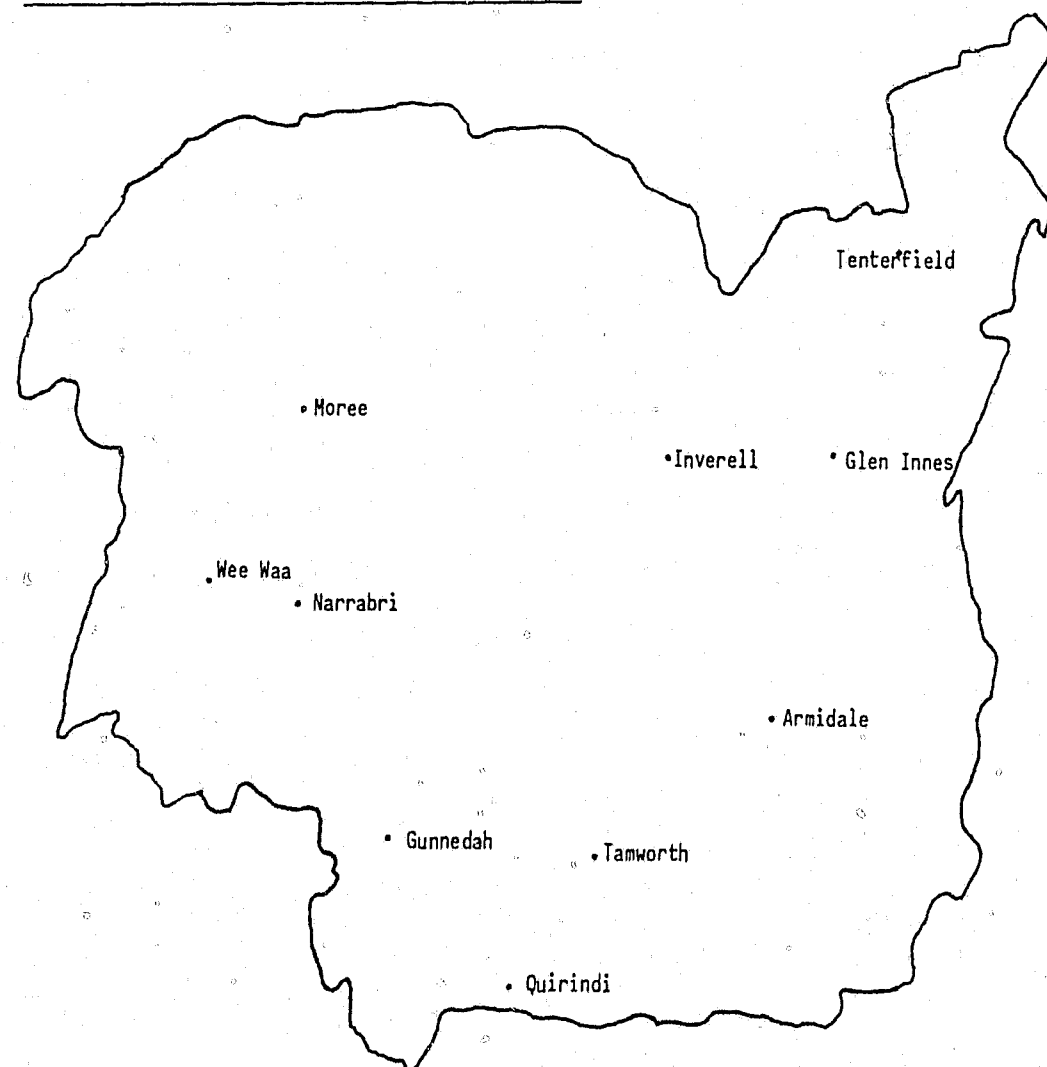 Tenterfield
Moree
Inverell
Glen Innes
Wee Waa
Narrabri
Armidale
Gunnedah
Tamworth
Quirindi